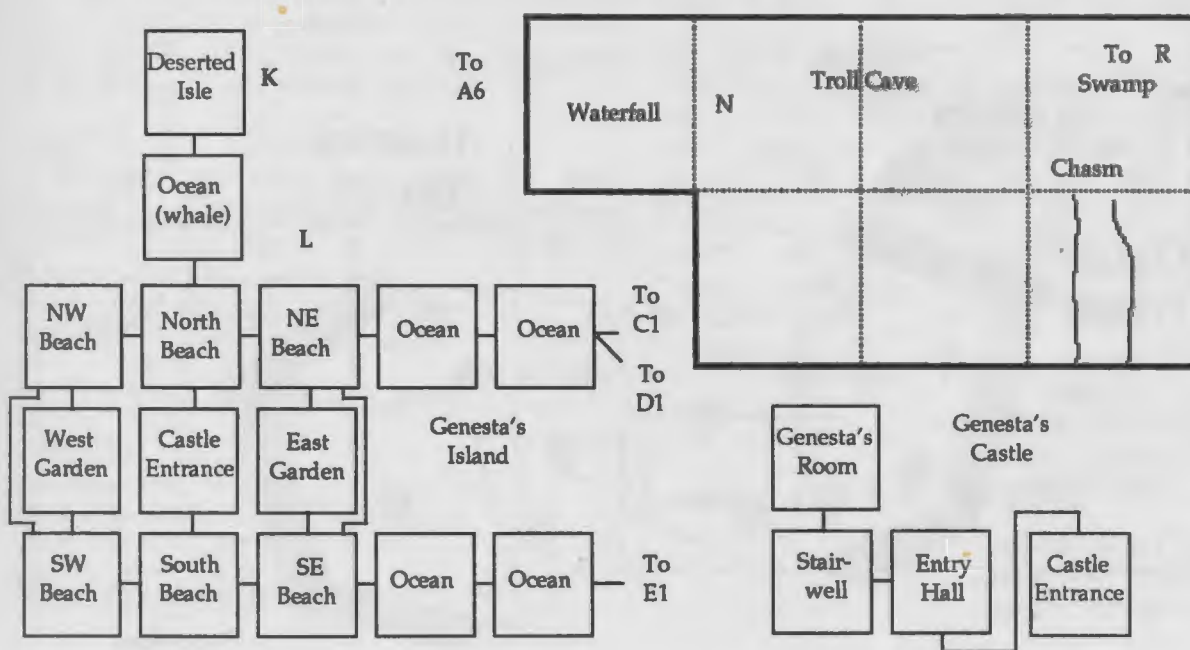 Deserted
Isle
K
To
A6
Waterfall
N
Troll Cave
To R
Swamp
Chasm
Ocean
(whale)
L
NW
Beach
North
Beach
NE
Beach
Ocean
Ocean
To
C1
To
D1
West
Garden
Castle
Entrance
East
Garden
Genesta's
Island
SW
Beach
South
Beach
SE
Beach
Ocean
Ocean
To
E1
Genesta's
Room
Genesta's
Castle
Stair-
well
Entry
Hall
Castle
Entrance